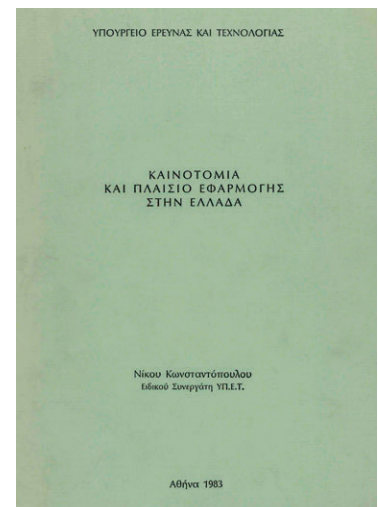 ΥΠΟΥΡΓΕΙΟ ΕΡΕΥΝΑΣ ΚΑΙ ΤΕΧΝΟΛΟΓΙΑΣ
ΚΑΙΝΟΤΟΜΙΑ
ΚΑΙ ΠΛΑΙΣΙΟ ΕΦΑΡΜΟΓΗΣ
ΣΤΗΝ ΕΛΛΑΔΑ
Νίκου Κωνσταντόπουλου
Ειδικού Συνεργάτη ΥΠ.Ε.Τ.
Αθήνα 1983